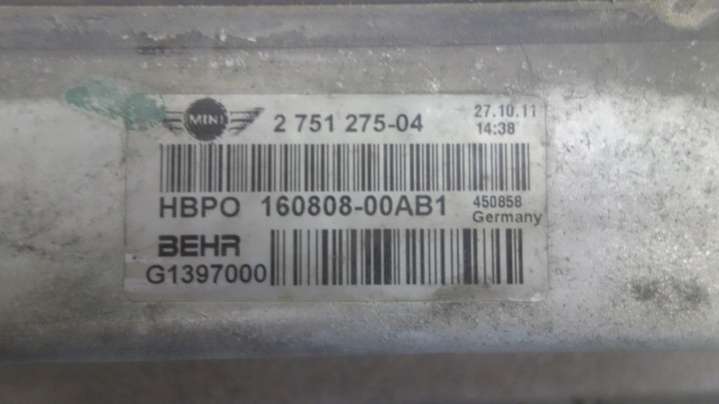 MINI 2 751 275-04 27.10.11
14:38
HBPO 160808-00AB1 450858
Germany
BEHR
G1397000